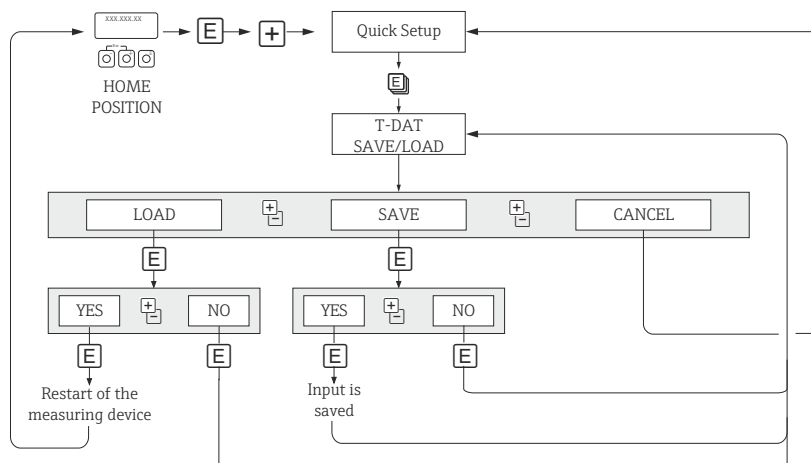 XXX.XXX.XX
Esc
E
+
Quick Setup
HOME
POSITION
E
T-DAT
SAVE/LOAD
LOAD
+
-
SAVE
+
-
CANCEL
E
E
YES
+
-
NO
YES
+
-
NO
E
E
E
E
Restart of the
measuring device
Input is
saved